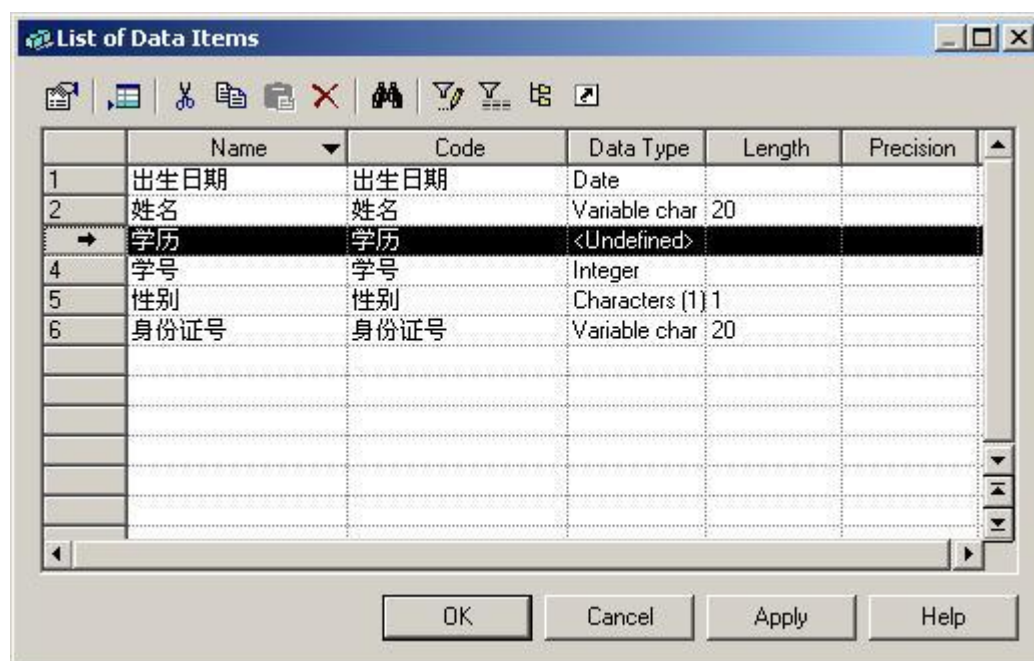 List of Data Items
Name Code Data Type Length Precision
1 出生日期 出生日期 Date
2 姓名 姓名 Variable char 20
学历 学历 <Undefined>
4 学号 学号 Integer
5 性别 性别 Characters (1) 1
6 身份证号 身份证号 Variable char 20
OK Cancel Apply Help